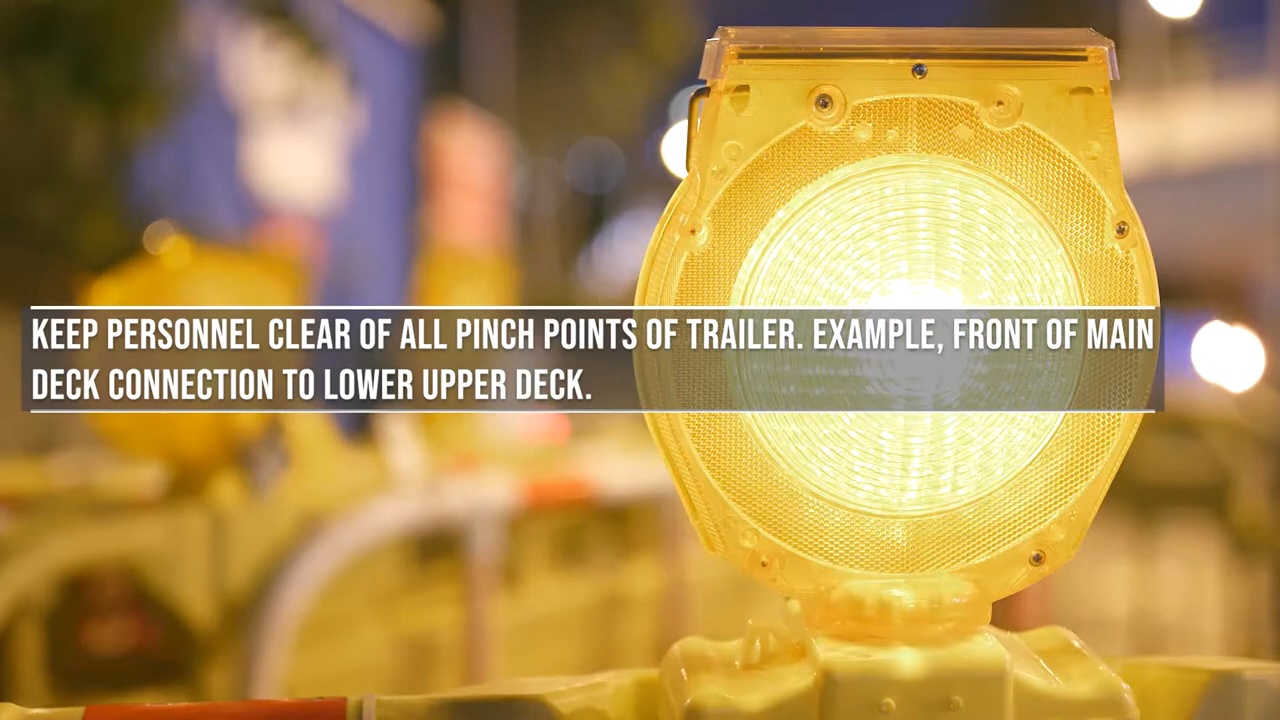 KEEP PERSONNEL CLEAR OF ALL PINCH POINTS OF TRAILER. EXAMPLE, FRONT OF MAIN
DECK CONNECTION TO LOWER UPPER DECK.